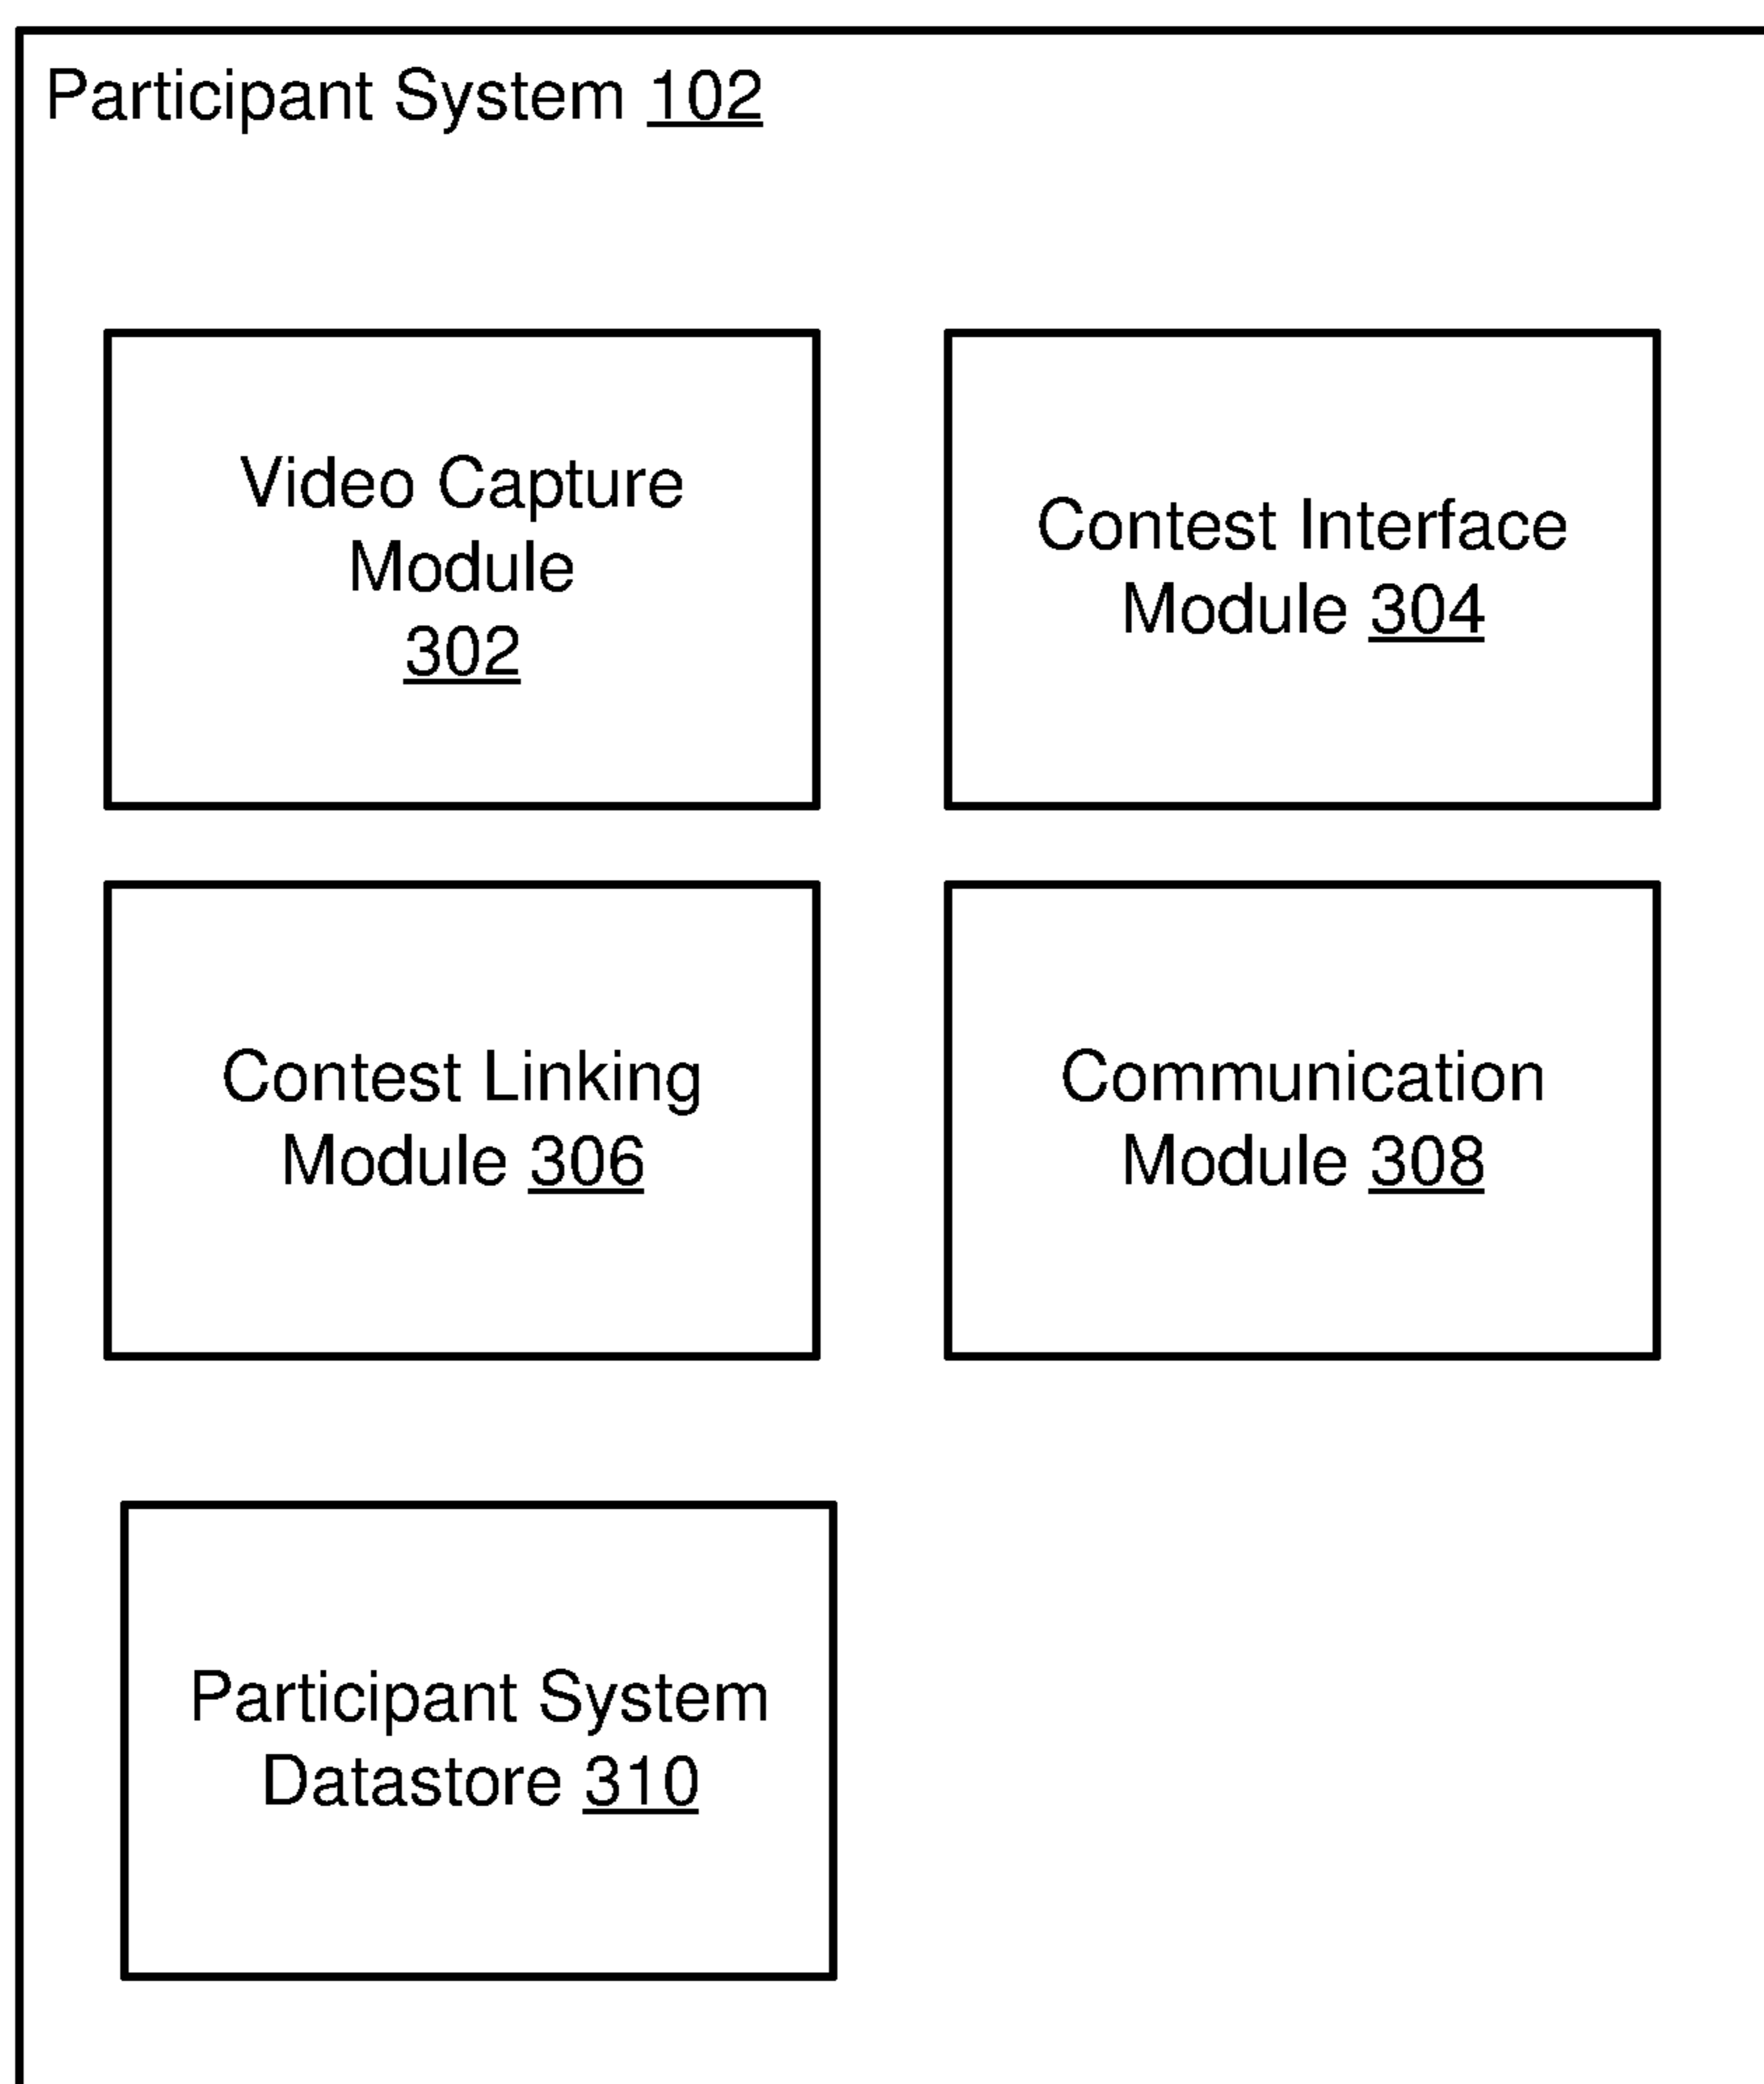 Participant System 102
Video Capture
Module
302
Contest Interface
Module 304
Contest Linking
Module 306
Communication
Module 308
Participant System
Datastore 310